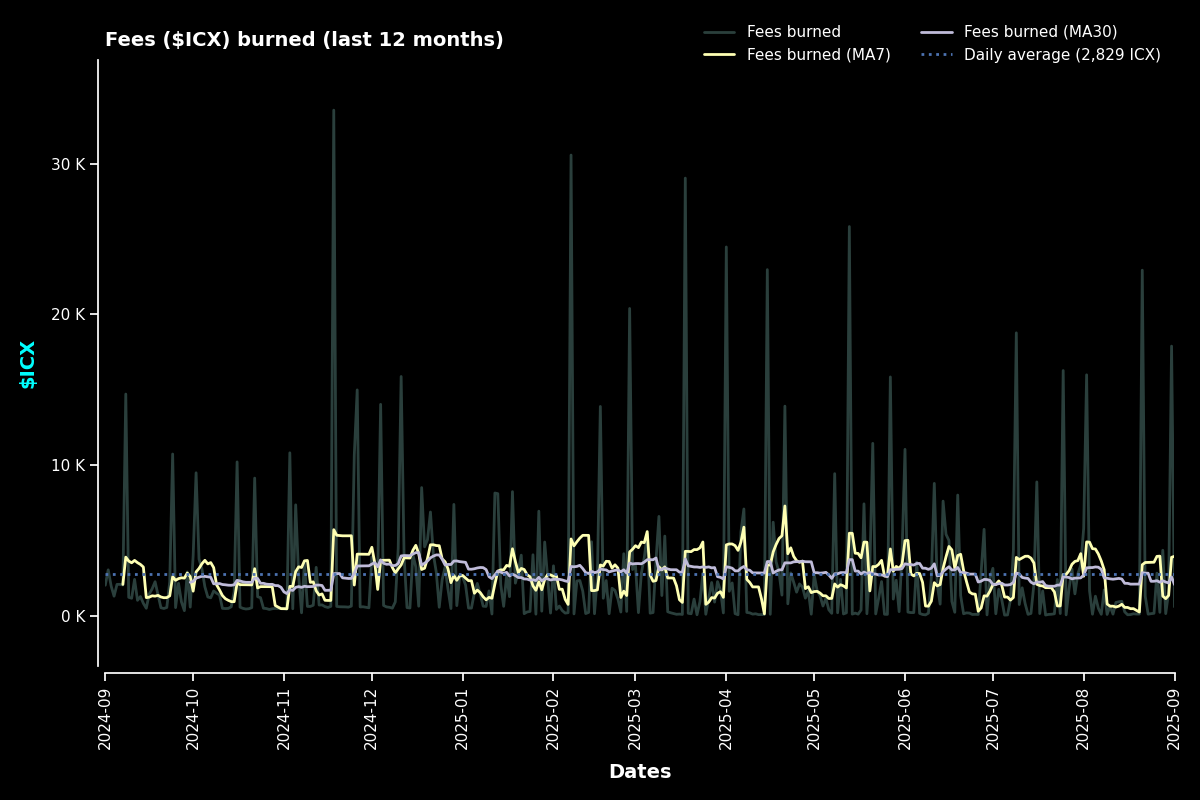 Fees ($ICX) burned (last 12 months)
Fees burned
Fees burned (MA7)
Fees burned (MA30)
Daily average (2,829 ICX)
$ICX
30 K
20 K
10 K
0 K
2024-09
2024-10
2024-11
2024-12
2025-01
2025-02
2025-03
2025-04
2025-05
2025-06
2025-07
2025-08
2025-09
Dates